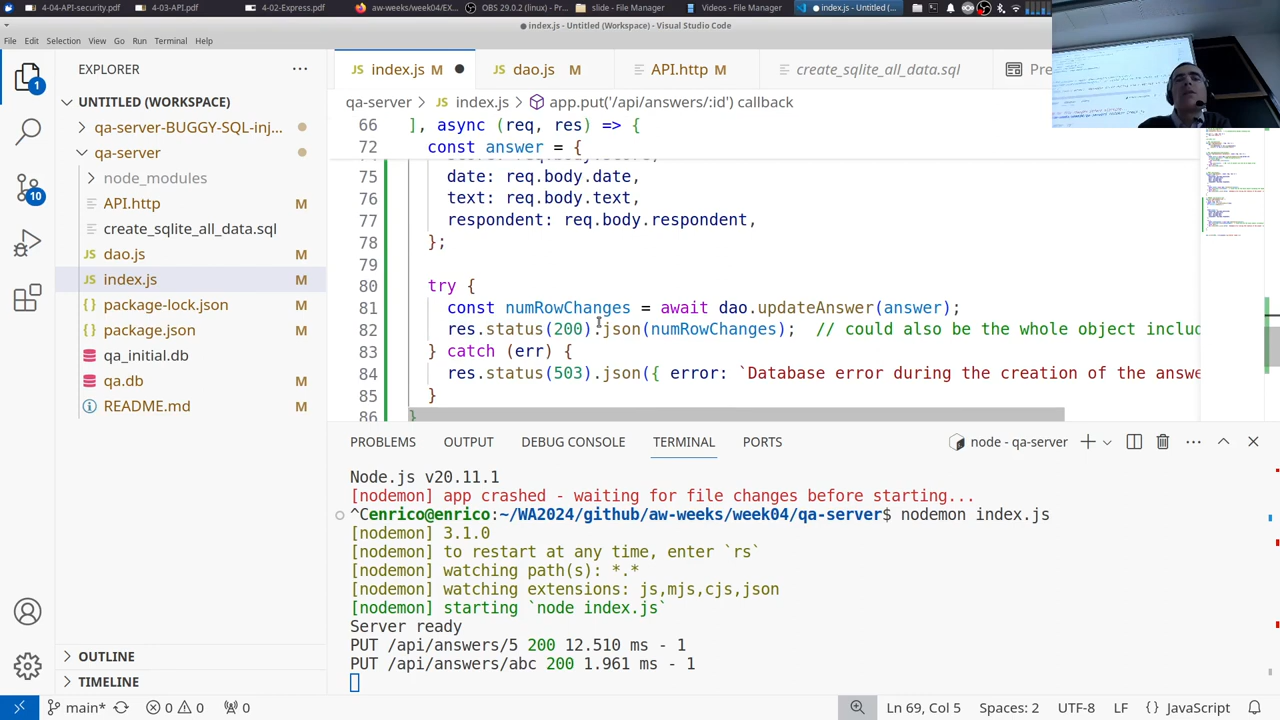 4-04-API-security.pdf
4-03-API.pdf
4-02-Express.pdf
aw-weeks/week04/EX...
OBS 29.0.2 (linux) - P...
slide - File Manager
Videos - File Manager
index.js - Untitled (...
index.js - Untitled (Workspace) - Visual Studio Code
File Edit Selection View Go Run Terminal Help
EXPLORER
UNTITLED (WORKSPACE)
qa-server-BUGGY-SQL-inj...
qa-server
node_modules
API.http M
create_sqlite_all_data.sql
dao.js M
index.js M
package-lock.json M
package.json M
qa_initial.db
qa.db M
README.md M
OUTLINE
TIMELINE
index.js M
dao.js M
API.http M
create_sqlite_all_data.sql
Pre
qa-server > JS index.js > app.put('/api/answers/:id') callback
66 ], async (req, res) => {
72 const answer = {
75 date: req.body.date
76 text: req.body.text,
77 respondent: req.body.respondent,
78 };
79
80 try {
81 const numRowChanges = await dao.updateAnswer(answer);
82 res.status(200).json(numRowChanges); // could also be the whole object inclu
83 } catch (err) {
84 res.status(503).json({ error: `Database error during the creation of the answe
85 }
86 }
PROBLEMS OUTPUT DEBUG CONSOLE TERMINAL PORTS
node - qa-server
Node.js v20.11.1
[nodemon] app crashed - waiting for file changes before starting...
^Cenrico@enrico:~/WA2024/github/aw-weeks/week04/qa-server$ nodemon index.js
[nodemon] 3.1.0
[nodemon] to restart at any time, enter `rs`
[nodemon] watching path(s): *.*
[nodemon] watching extensions: js,mjs,cjs,json
[nodemon] starting `node index.js`
Server ready
PUT /api/answers/5 200 12.510 ms - 1
PUT /api/answers/abc 200 1.961 ms - 1
main* 0 0 0 Ln 69, Col 5 Spaces: 2 UTF-8 LF {} JavaScript